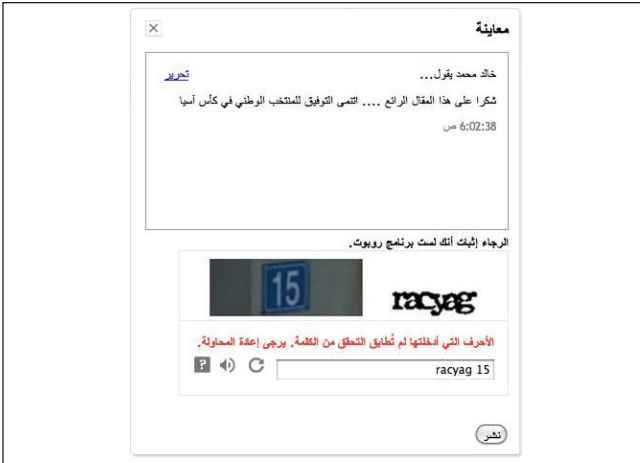 معاينة
خالد محمد يقول...
تحرير
شكرا على هذا المقال الرائع .... اتتمى التوفيق للمنتخب الوطني في كأس آسيا
6:02:38 ص
الرجاء إثبات أنك لست برنامج روبوت.
racyag
15
الأحرف التي أدخلتها لم تُطابق التحقق من الكلمة. يرجى إعادة المحاولة.
racyag 15
?
نشر